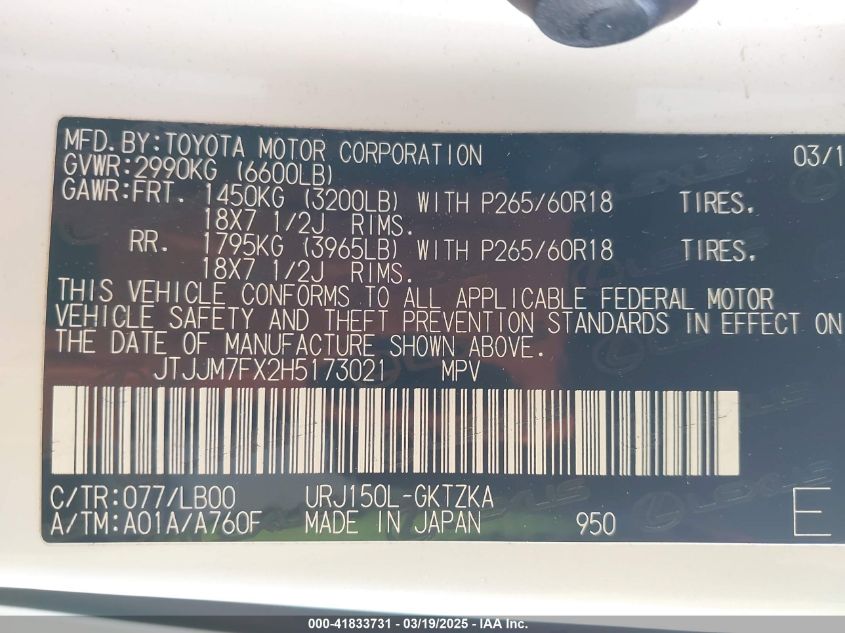 MFD.BY:TOYOTA MOTOR CORPORATION 03/1
GVWR:2990KG (6600LB)
GAWR:FRT. 1450KG (3200LB) WITH P265/60R18 TIRES.
18X7 1/2J RIMS.
RR. 1795KG (3965LB) WITH P265/60R18 TIRES.
18X7 1/2J RIMS.
THIS VEHICLE CONFORMS TO ALL APPLICABLE FEDERAL MOTOR
VEHICLE SAFETY AND THEFT PREVENTION STANDARDS IN EFFECT ON
THE DATE OF MANUFACTURE SHOWN ABOVE.
JTJJM7FX2H5173021 MPV
C/TR:077/LB00 URJ150L-GKTZKA
A/TM:A01A/A760F MADE IN JAPAN 950 E
000-41833731 - 03/19/2025 - IAA Inc.